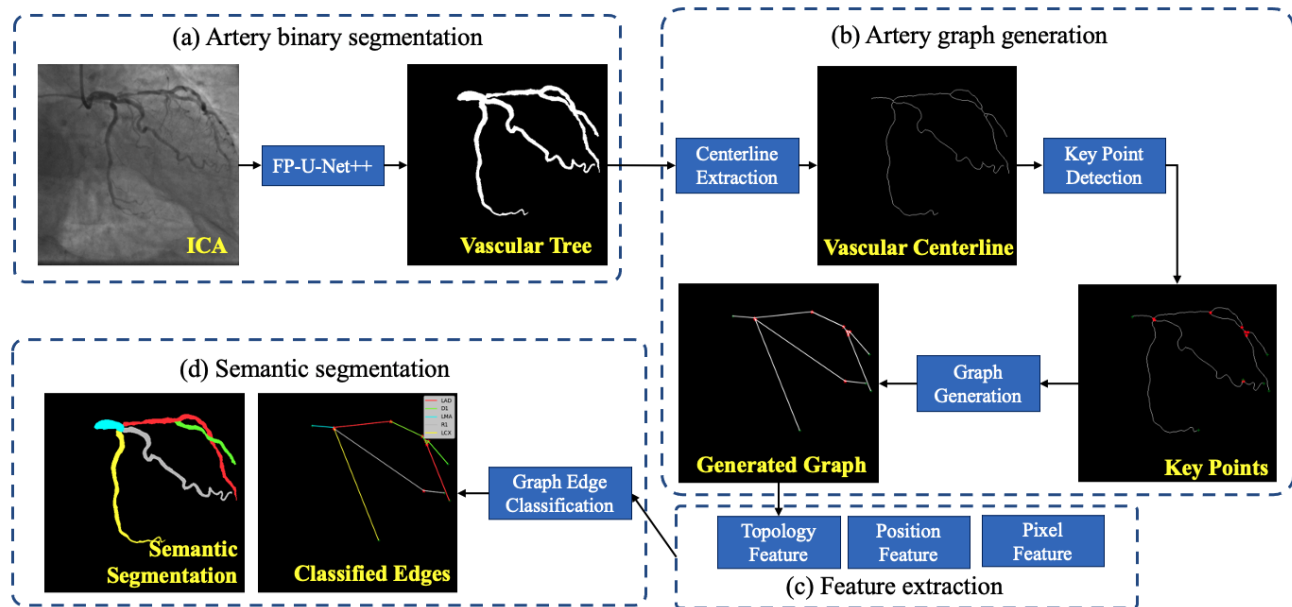 (a) Artery binary segmentation
ICA
FP-U-Net++
Vascular Tree
(b) Artery graph generation
Centerline
Extraction
Vascular Centerline
Key Point
Detection
Key Points
Graph
Generation
Generated Graph
Topology
Feature
Position
Feature
Pixel
Feature
(c) Feature extraction
(d) Semantic segmentation
Graph Edge
Classification
LAD
D1
LMA
R1
LCX
Classified Edges
Semantic
Segmentation